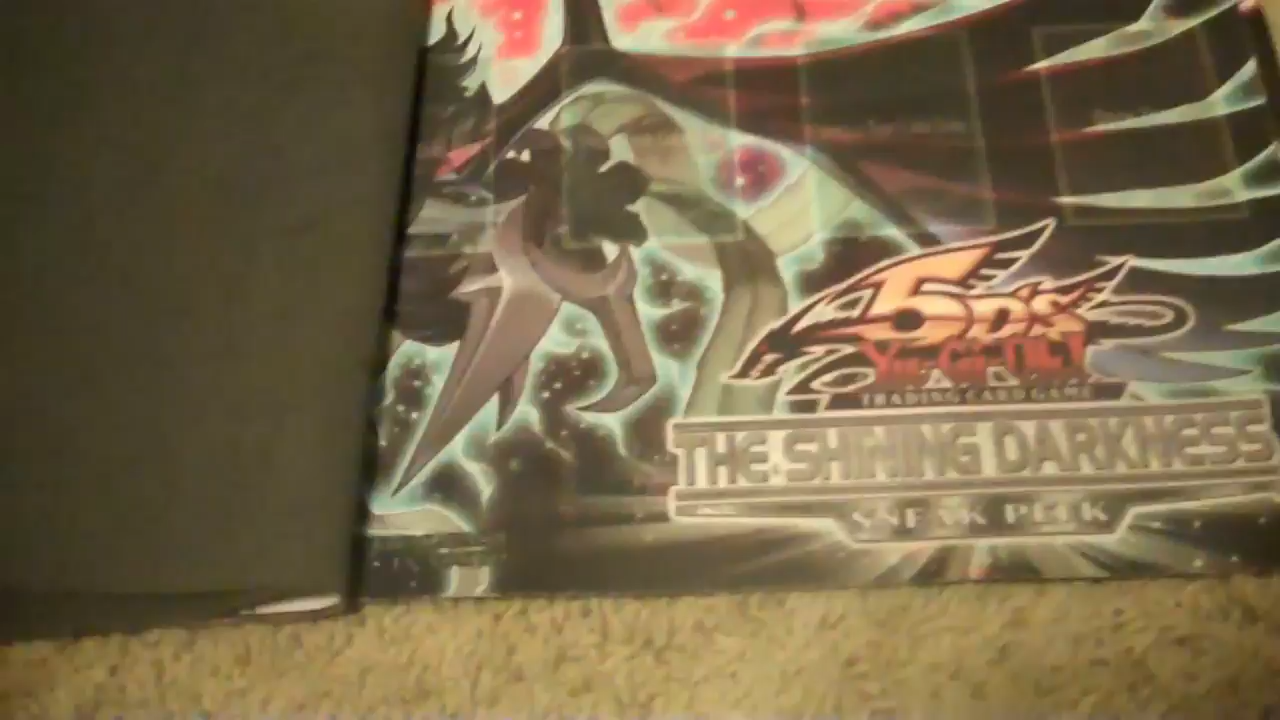 5D's
Yu-Gi-Oh!
TRADING CARD GAME
THE SHINING DARKNESS
SNEAK PEEK